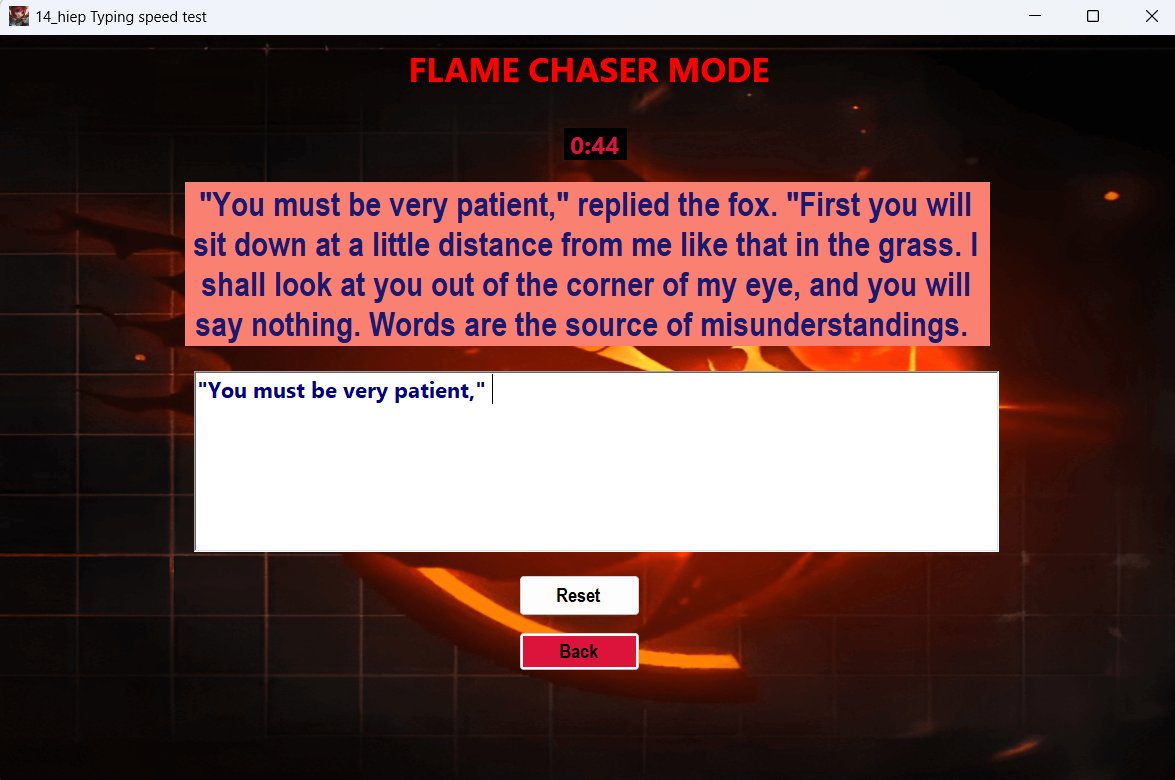 14_hiep Typing speed test
FLAME CHASER MODE
0:44
"You must be very patient," replied the fox. "First you will
sit down at a little distance from me like that in the grass. I
shall look at you out of the corner of my eye, and you will
say nothing. Words are the source of misunderstandings.
"You must be very patient,"
Reset
Back